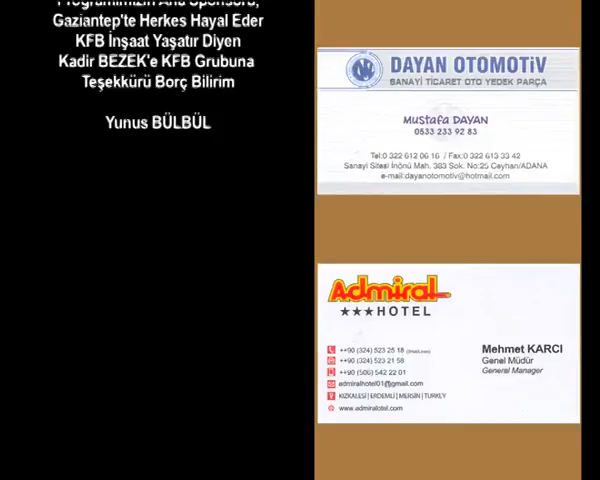 Programımızın Ana Sponsoru,
Gaziantep'te Herkes Hayal Eder
KFB İnşaat Yaşatır Diyen
Kadir BEZEK'e KFB Grubuna
Teşekkürü Borç Bilirim
Yunus BÜLBÜL
DAYAN OTOMOTİV
SANAYİ TİCARET OTO YEDEK PARÇA
Mustafa DAYAN
0533 233 92 83
Tel:0 322 612 06 16 / Fax:0 322 613 33 42
Sanayi Sitesi İnönü Mah. 383 Sok. No:25 Ceyhan/ADANA
e-mail:dayanotomotiv@hotmail.com
Admiral
★★★HOTEL
++90 (324) 523 25 18
++90 (324) 523 21 58
++90 (506) 542 22 01
admiralhotel01@gmail.com
KIZKALESİ | ERDEMLİ | MERSİN | TURKLY
www.admiralotel.com
Mehmet KARCI
Genel Müdür
General Manager